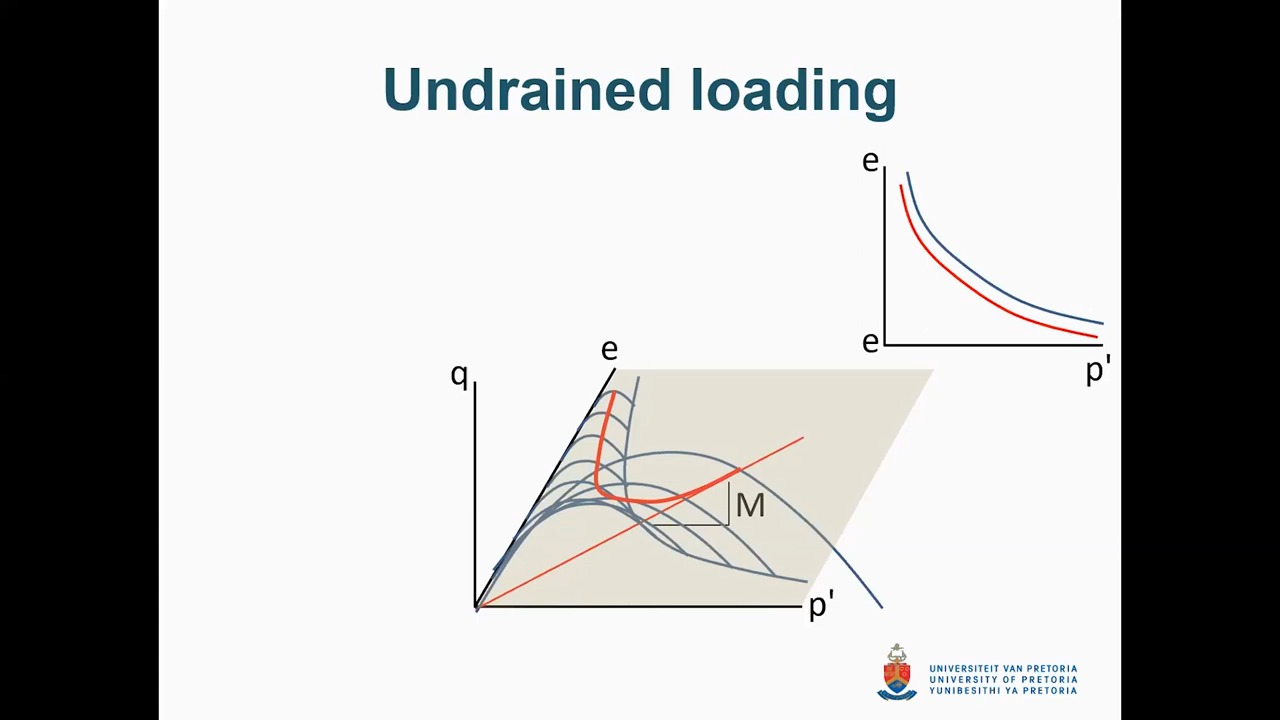 Undrained loading
e
e
p'
q
e
M
p'
UNIVERSITEIT VAN PRETORIA
UNIVERSITY OF PRETORIA
YUNIBESITHI YA PRETORIA